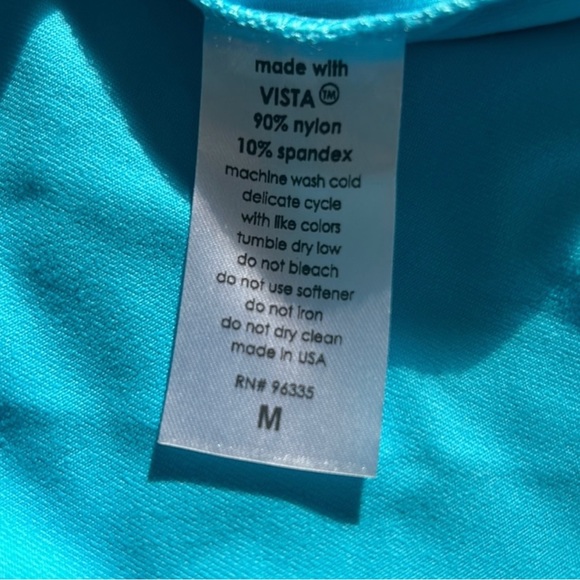 made with
VISTA™
90% nylon
10% spandex
machine wash cold
delicate cycle
with like colors
tumble dry low
do not bleach
do not use softener
do not iron
do not dry clean
made in USA
RN# 96335
M